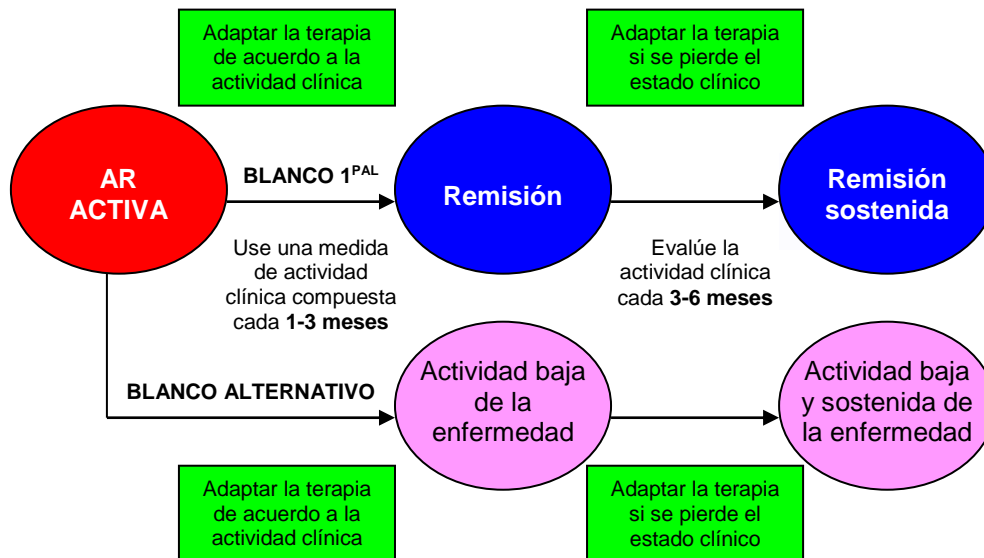 Adaptar la terapia
de acuerdo a la
actividad clínica
Adaptar la terapia
si se pierde el
estado clínico
AR
ACTIVA
BLANCO 1PAL
Remisión
Remisión
sostenida
Use una medida
de actividad
clínica compuesta
cada 1-3 meses
Evalúe la
actividad clínica
cada 3-6 meses
BLANCO ALTERNATIVO
Actividad baja
de la
enfermedad
Actividad baja
y sostenida de
la enfermedad
Adaptar la terapia
de acuerdo a la
actividad clínica
Adaptar la terapia
si se pierde el
estado clínico